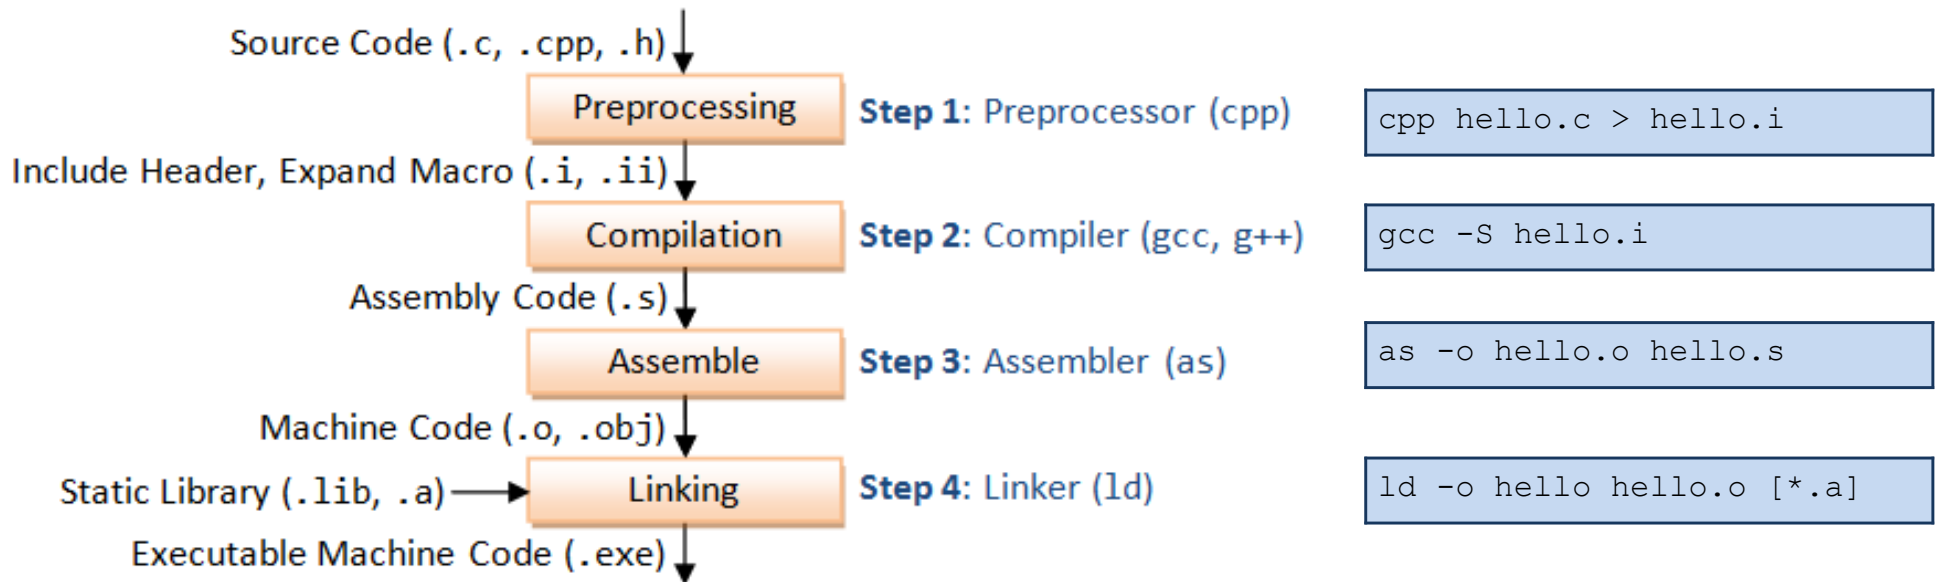 Source Code (.c, .cpp, .h)
Preprocessing
Step 1: Preprocessor (cpp)
cpp hello.c > hello.i
Include Header, Expand Macro (.i, .ii)
Compilation
Step 2: Compiler (gcc, g++)
gcc -S hello.i
Assembly Code (.s)
Assemble
Step 3: Assembler (as)
as -o hello.o hello.s
Machine Code (.o, .obj)
Static Library (.lib, .a)
Linking
Step 4: Linker (ld)
ld -o hello hello.o [*.a]
Executable Machine Code (.exe)